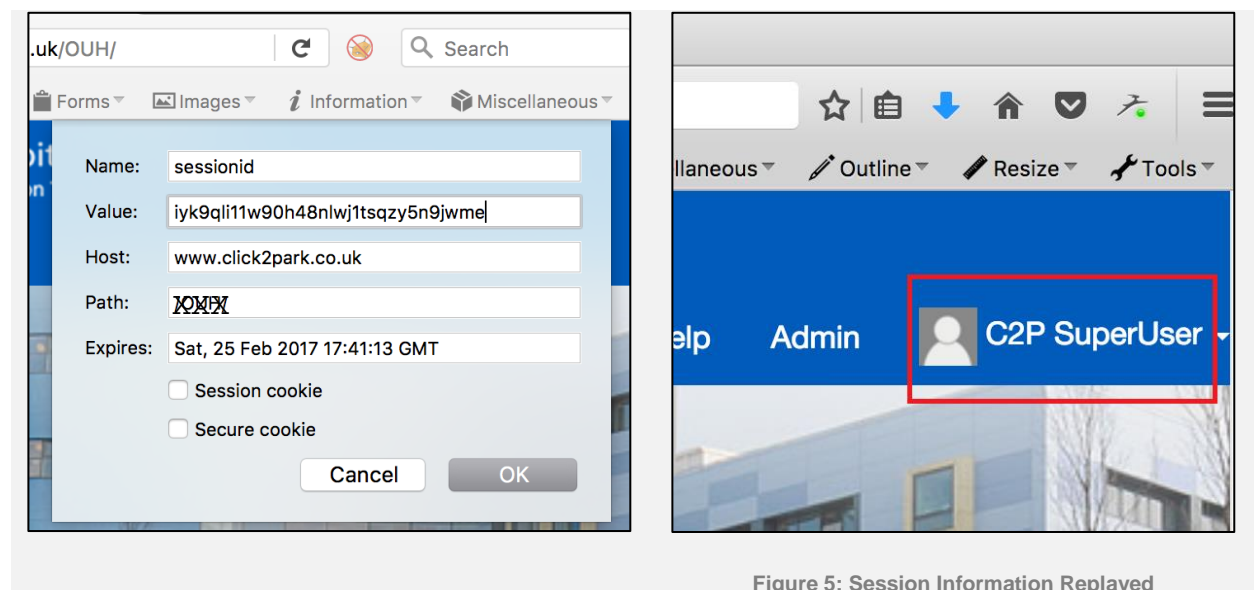 .uk/OUH/
Search
Forms Images Information Miscellaneous
Name: sessionid
Value: iyk9qli11w90h48nlwj1tsqzy5n9jwme
Host: www.click2park.co.uk
Path: XXX
Expires: Sat, 25 Feb 2017 17:41:13 GMT
Session cookie
Secure cookie
Cancel OK
llaneous Outline Resize Tools
elp Admin C2P SuperUser
Figure 5: Session Information Replayed